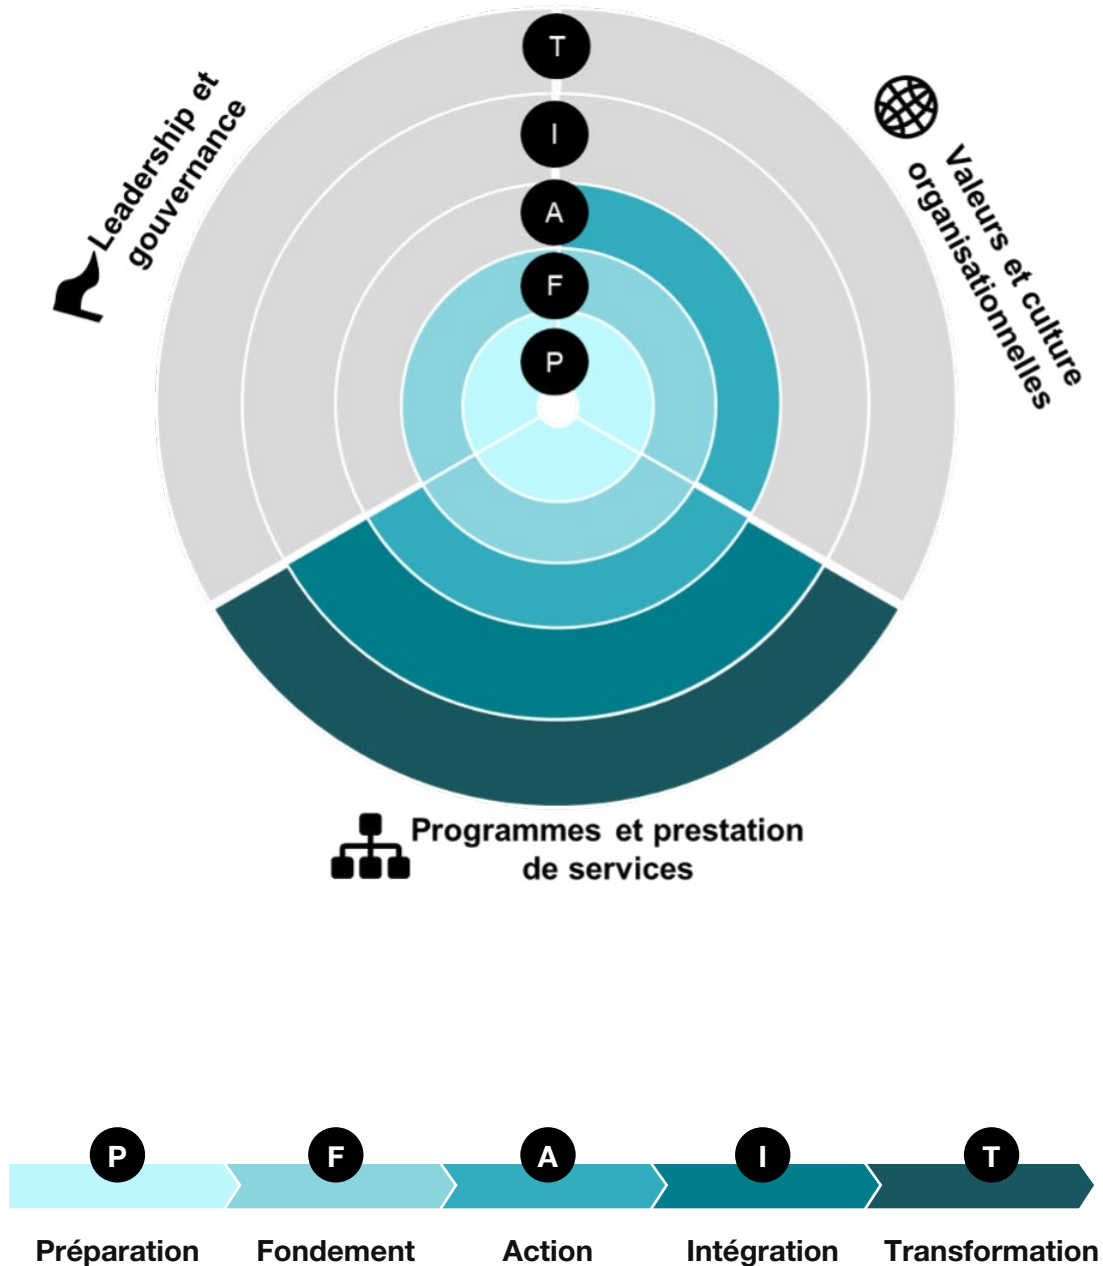 T
I
A
F
P
Leadership et
gouvernance
Valeurs et culture
organisationnelles
Programmes et prestation
de services
P
F
A
I
T
Préparation
Fondement
Action
Intégration
Transformation